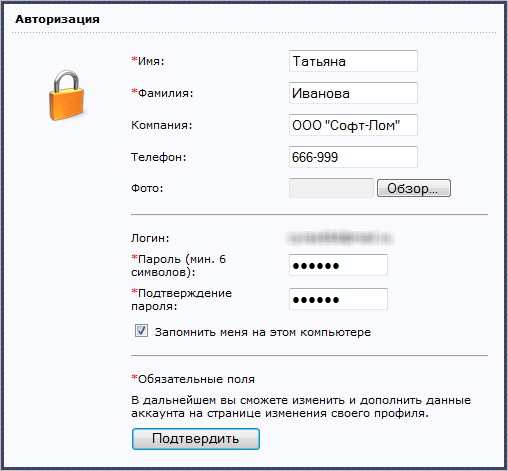 Авторизация
*Имя: Татьяна
*Фамилия: Иванова
Компания: ООО "Софт-Лом"
Телефон: 666-999
Фото: Обзор...
Логин:
*Пароль (мин. 6
символов): ●●●●●●
*Подтверждение
пароля: ●●●●●●
Запомнить меня на этом компьютере
*Обязательные поля
В дальнейшем вы сможете изменить и дополнить данные
аккаунта на странице изменения своего профиля.
Подтвердить